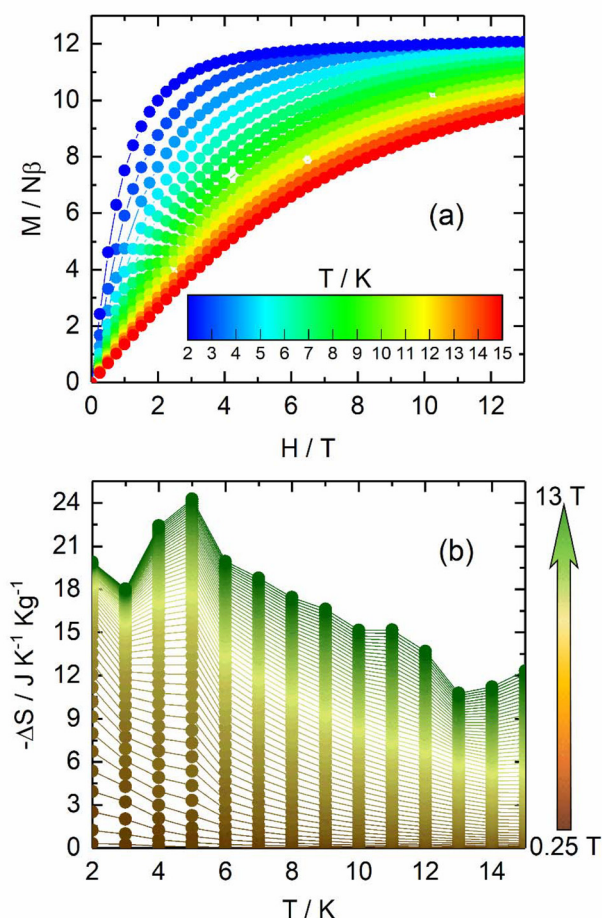 12
10
8
6
4
2
0
M / Nβ
(a)
T / K
2 3 4 5 6 7 8 9 10 11 12 13 14 15
0 2 4 6 8 10 12
H / T
24
21
18
15
12
9
6
3
0
-ΔS / J K⁻¹ Kg⁻¹
(b)
13 T
0.25 T
2 4 6 8 10 12 14
T / K